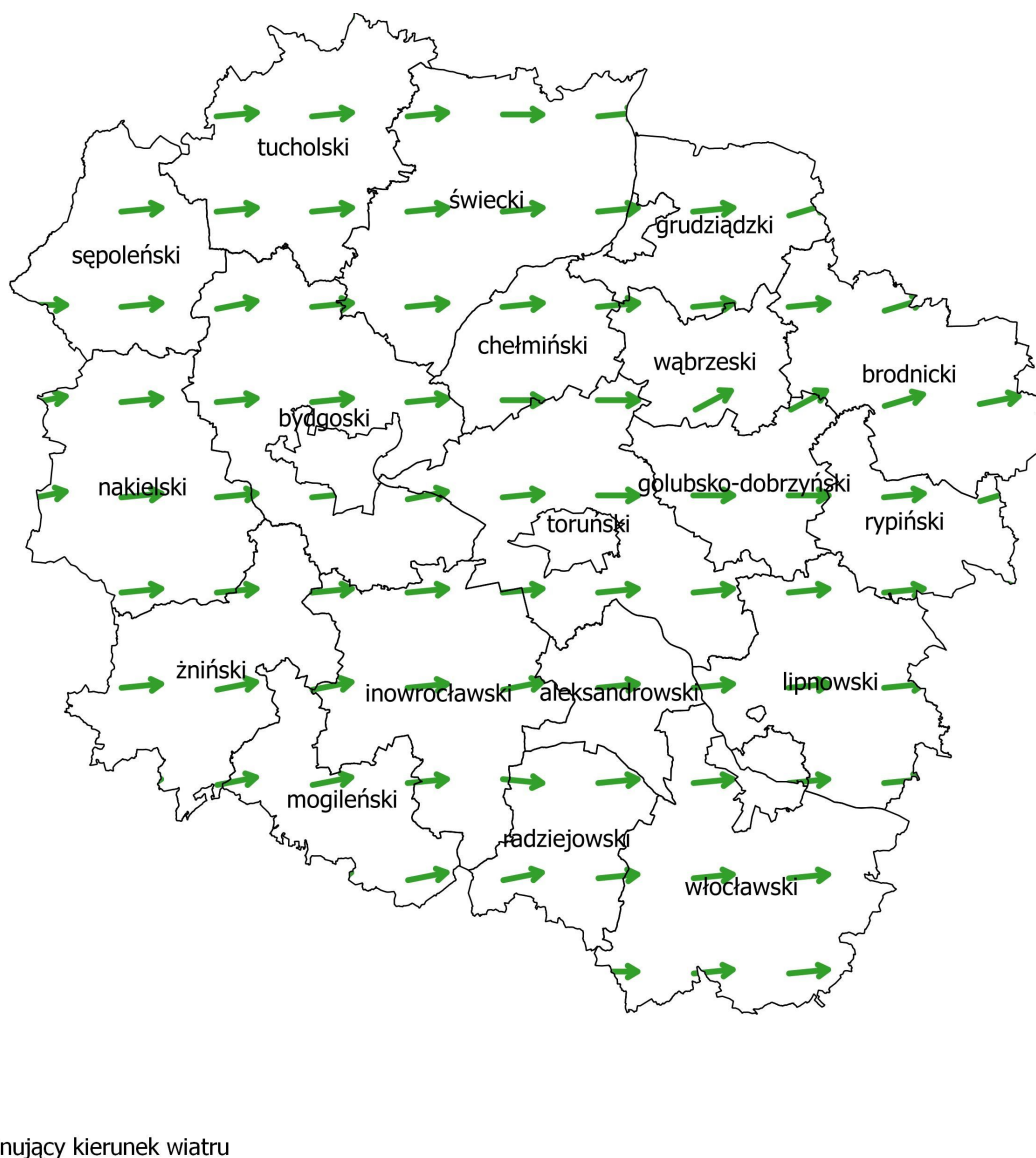 tucholski
świecki
grudziądzki
sępoleński
chełmiński
wąbrzeski
brodnicki
bydgoski
nakielski
golubsko-dobrzyński
toruński
rypiński
żniński
inowrocławski
aleksandrowski
lipnowski
mogileński
radziejowski
włocławski
nujący kierunek wiatru